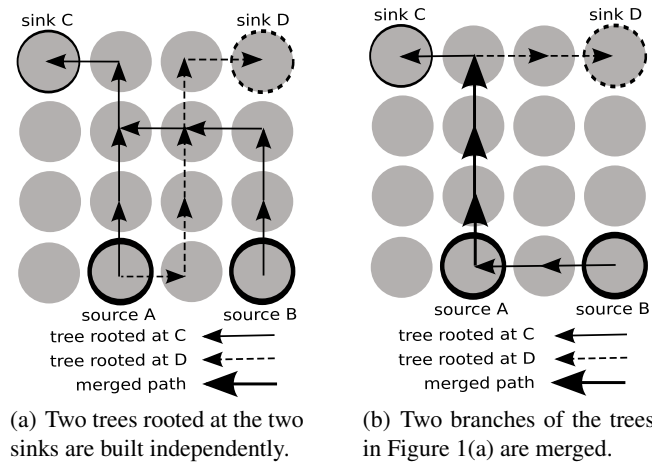 sink C
sink D
source A
source B
tree rooted at C
tree rooted at D
merged path
(a) Two trees rooted at the two
sinks are built independently.
sink C
sink D
source A
source B
tree rooted at C
tree rooted at D
merged path
(b) Two branches of the trees
in Figure 1(a) are merged.